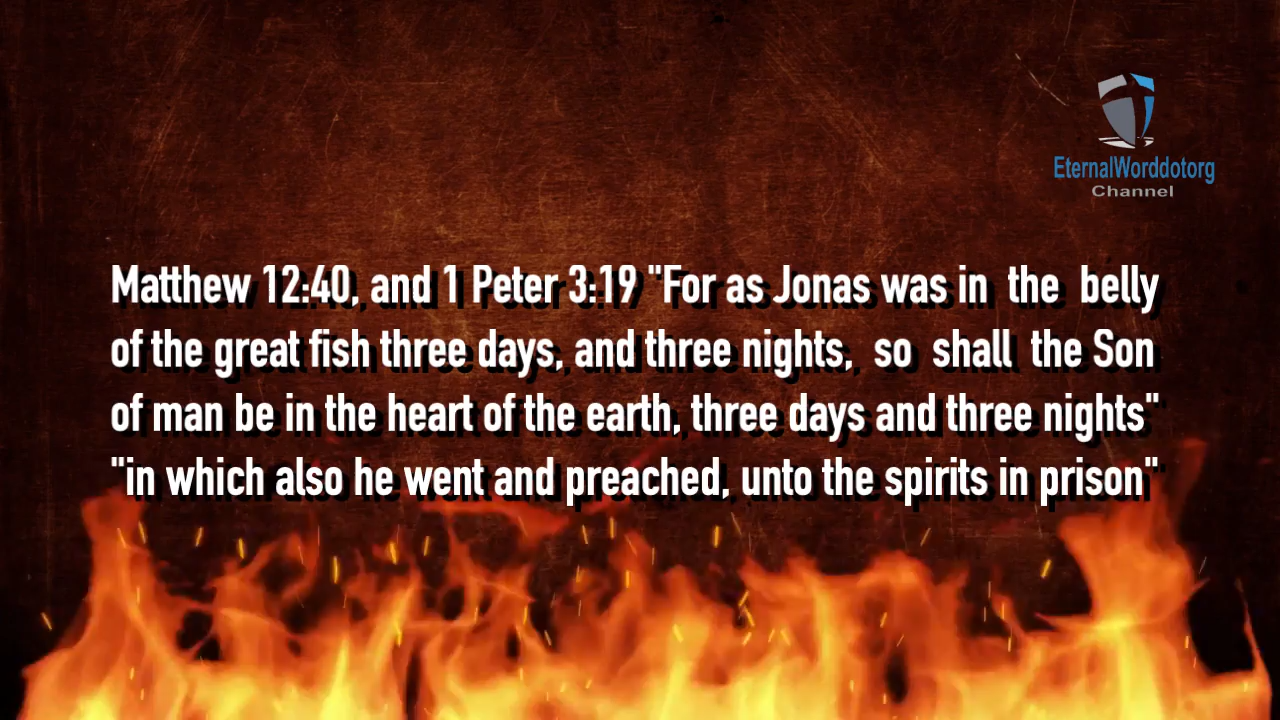 EternalWorddotorg
Channel
Matthew 12:40, and 1 Peter 3:19 "For as Jonas was in the belly
of the great fish three days, and three nights, so shall the Son
of man be in the heart of the earth, three days and three nights"
"in which also he went and preached, unto the spirits in prison"